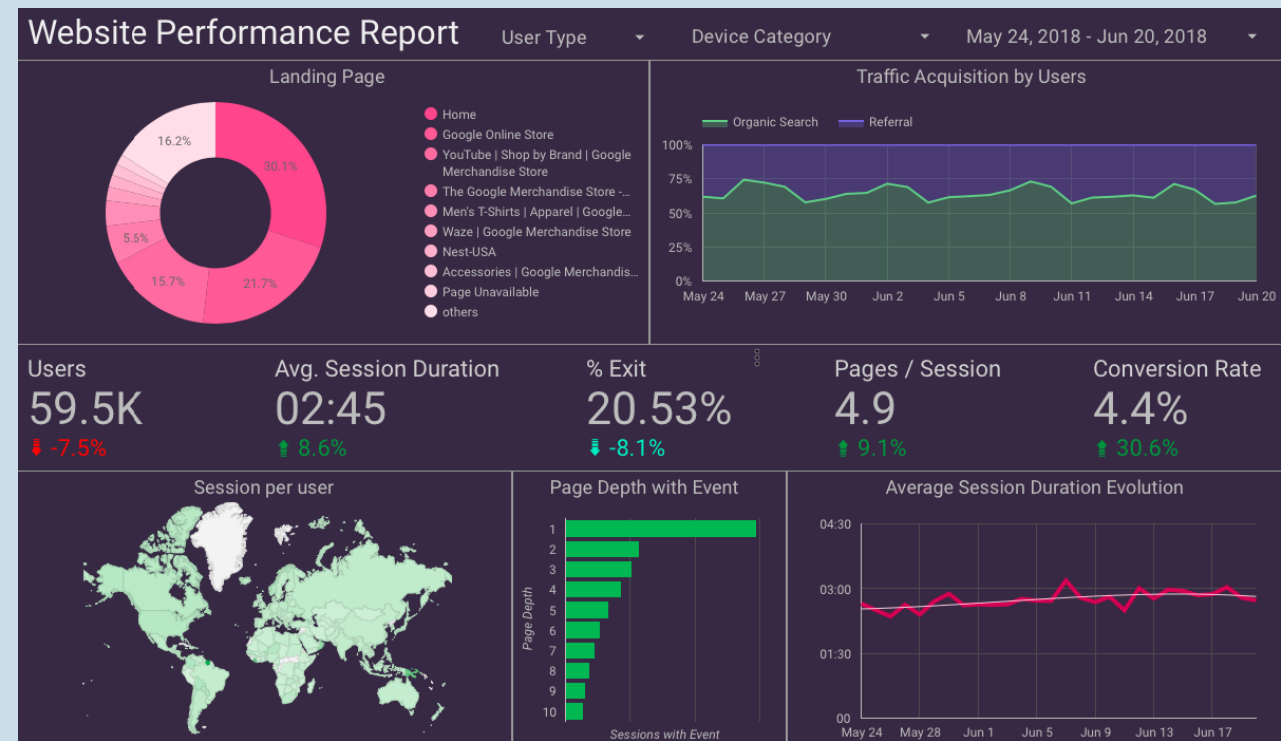 Website Performance Report
User Type
Device Category
May 24, 2018 - Jun 20, 2018
Landing Page
16.2%
30.1%
5.5%
15.7%
21.7%
Home
Google Online Store
YouTube | Shop by Brand | Google
Merchandise Store
The Google Merchandise Store -...
Men's T-Shirts | Apparel | Google...
Waze | Google Merchandise Store
Nest-USA
Accessories | Google Merchandis...
Page Unavailable
others
Traffic Acquisition by Users
Organic Search
Referral
100%
75%
50%
25%
0%
May 24 May 27 May 30 Jun 2 Jun 5 Jun 8 Jun 11 Jun 14 Jun 17 Jun 20
Users
59.5K
-7.5%
Avg. Session Duration
02:45
8.6%
% Exit
20.53%
-8.1%
Pages / Session
4.9
9.1%
Conversion Rate
4.4%
30.6%
Session per user
Page Depth with Event
Page Depth
1
2
3
4
5
6
7
8
9
10
Sessions with Event
Average Session Duration Evolution
04:30
03:00
01:30
00
May 24 May 28 Jun 1 Jun 5 Jun 9 Jun 13 Jun 17